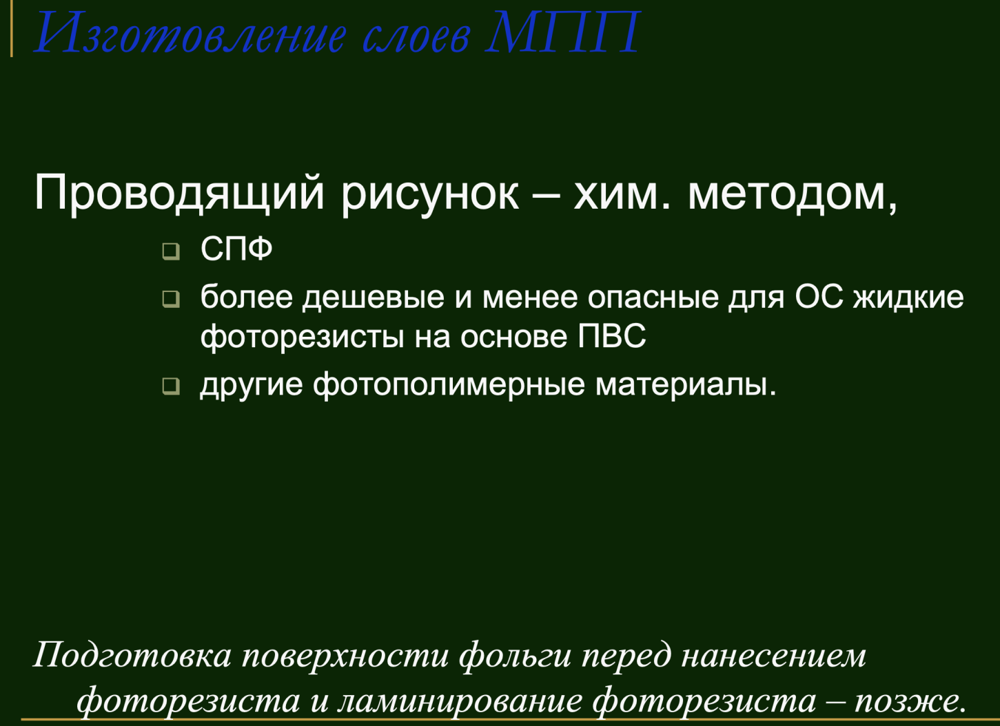 Изготовление слоев МПП
Проводящий рисунок – хим. методом,
СПФ
более дешевые и менее опасные для ОС жидкие
фоторезисты на основе ПВС
другие фотополимерные материалы.
Подготовка поверхности фольги перед нанесением
фоторезиста и ламинирование фоторезиста – позже.